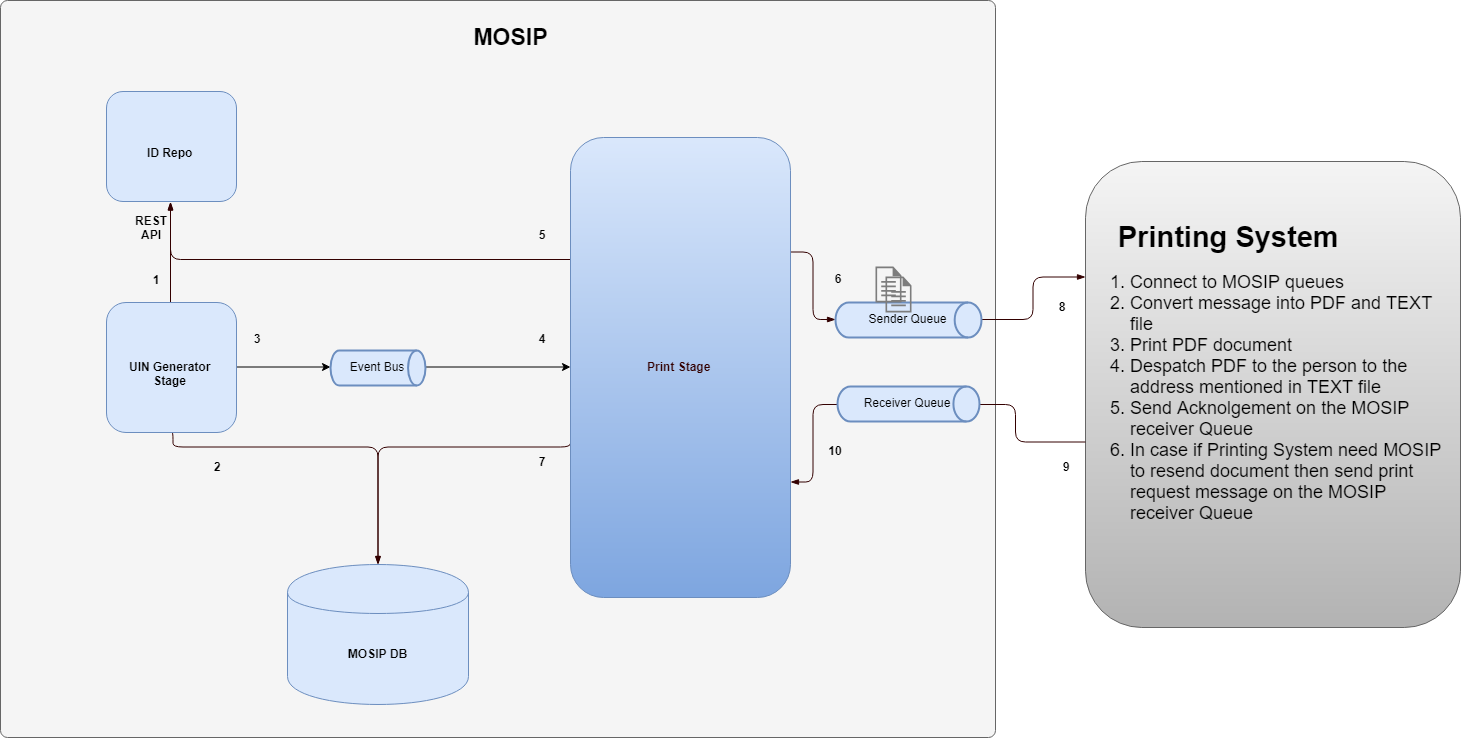 MOSIP
ID Repo
REST
API
1
5
UIN Generator
Stage
3
Event Bus
4
Print Stage
6
Sender Queue
8
Receiver Queue
10
9
2
7
MOSIP DB
Printing System
1. Connect to MOSIP queues
2. Convert message into PDF and TEXT
file
3. Print PDF document
4. Despatch PDF to the person to the
address mentioned in TEXT file
5. Send Acknolgement on the MOSIP
receiver Queue
6. In case if Printing System need MOSIP
to resend document then send print
request message on the MOSIP
receiver Queue